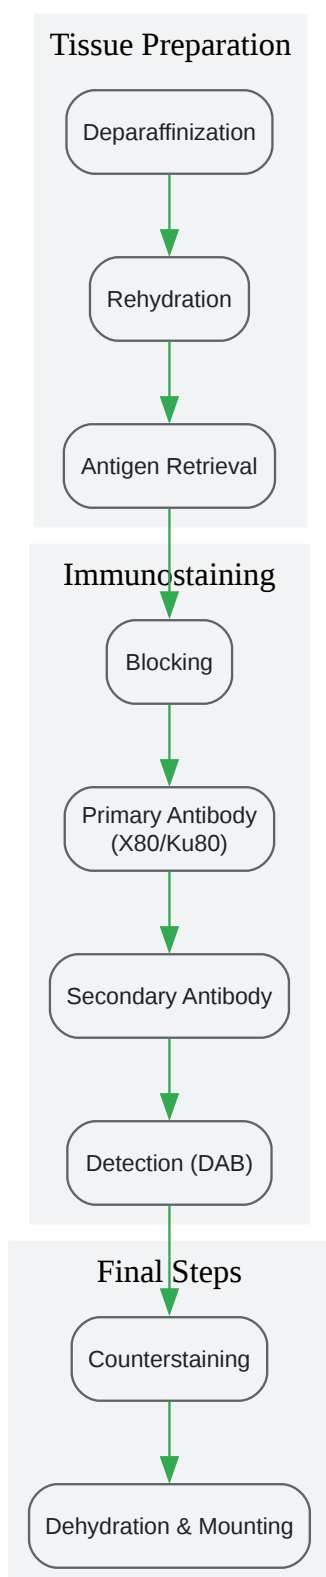 Tissue Preparation
Deparaffinization
Rehydration
Antigen Retrieval
Immunostaining
Blocking
Primary Antibody
(X80/Ku80)
Secondary Antibody
Detection (DAB)
Final Steps
Counterstaining
Dehydration & Mounting